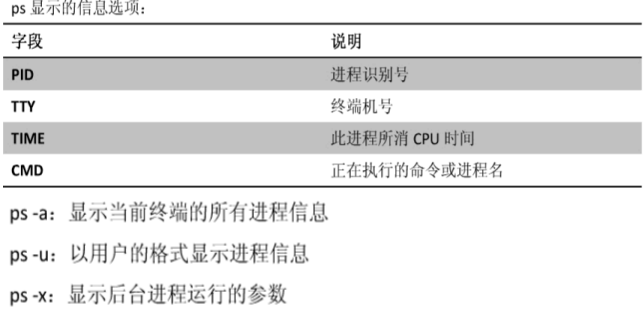 ps 显示的信息选项：
字段 说明
PID 进程识别号
TTY 终端机号
TIME 此进程所消 CPU 时间
CMD 正在执行的命令或进程名
ps -a：显示当前终端的所有进程信息
ps -u：以用户的格式显示进程信息
ps -x：显示后台进程运行的参数